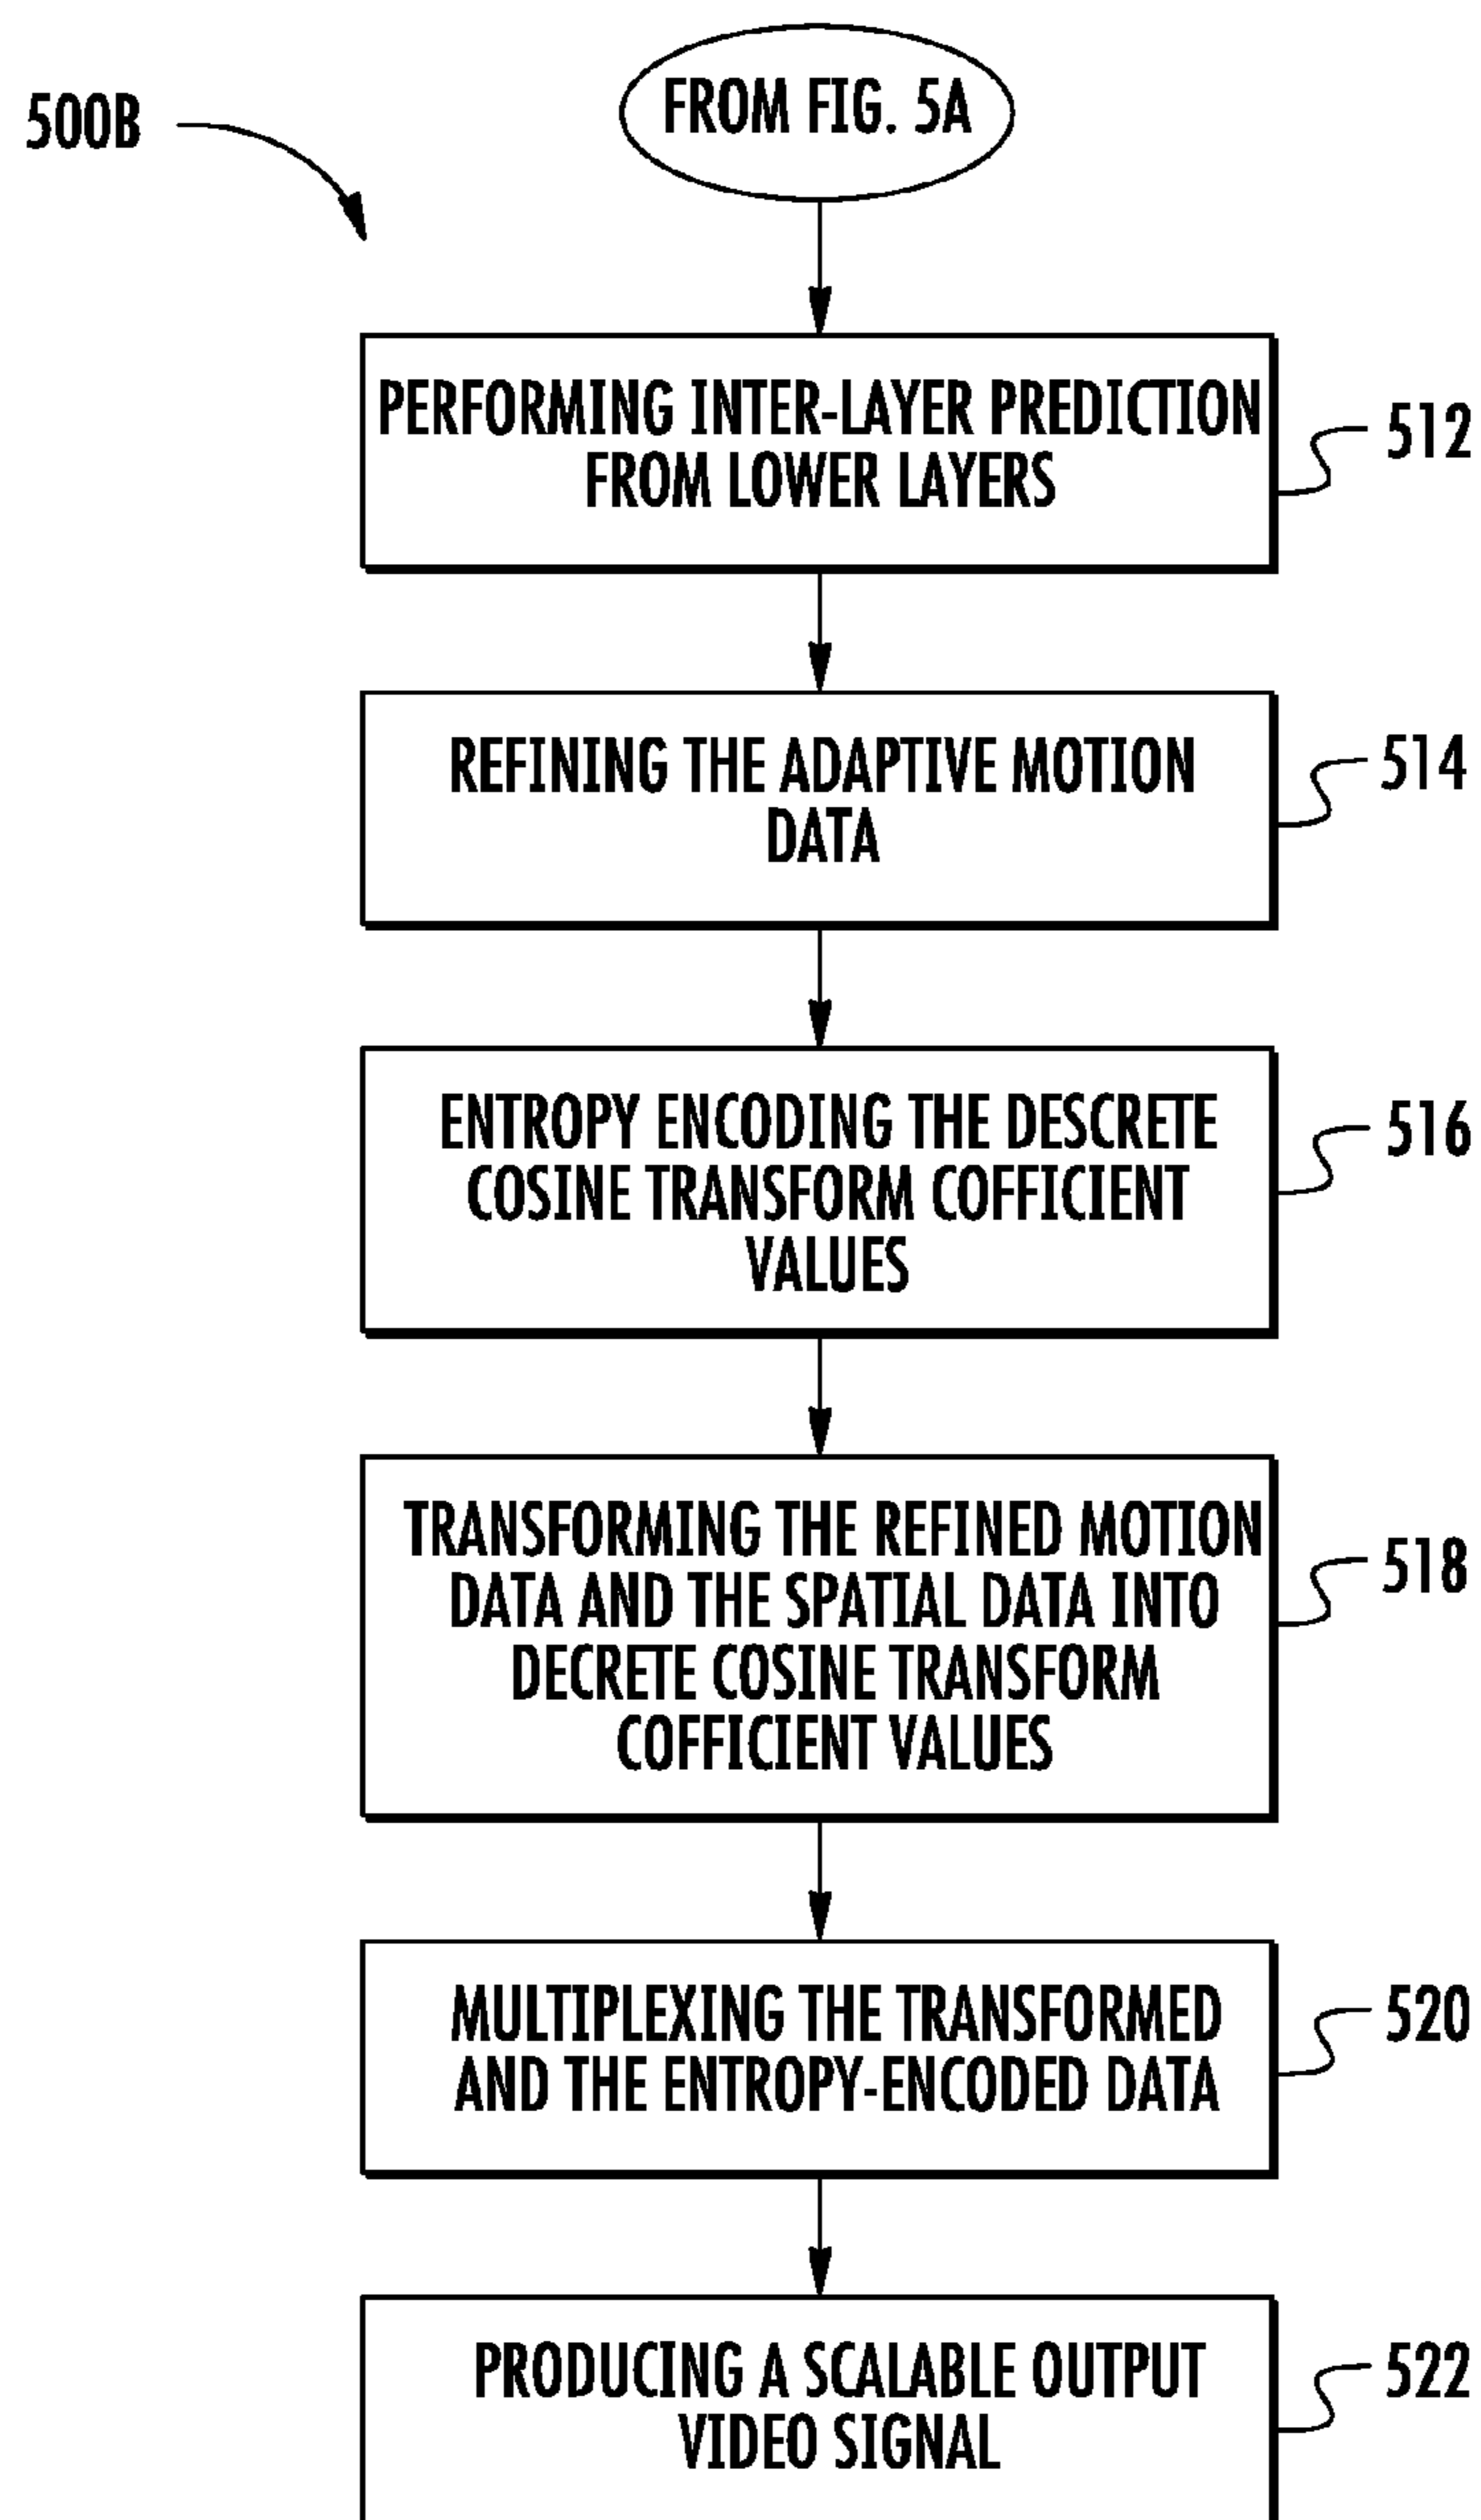 500B
FROM FIG. 5A
PERFORMING INTER-LAYER PREDICTION
FROM LOWER LAYERS
512
REFINING THE ADAPTIVE MOTION
DATA
514
ENTROPY ENCODING THE DESCRETE
COSINE TRANSFORM COFFICIENT
VALUES
516
TRANSFORMING THE REFINED MOTION
DATA AND THE SPATIAL DATA INTO
DECRETE COSINE TRANSFORM
COFFICIENT VALUES
518
MULTIPLEXING THE TRANSFORMED
AND THE ENTROPY-ENCODED DATA
520
PRODUCING A SCALABLE OUTPUT
VIDEO SIGNAL
522